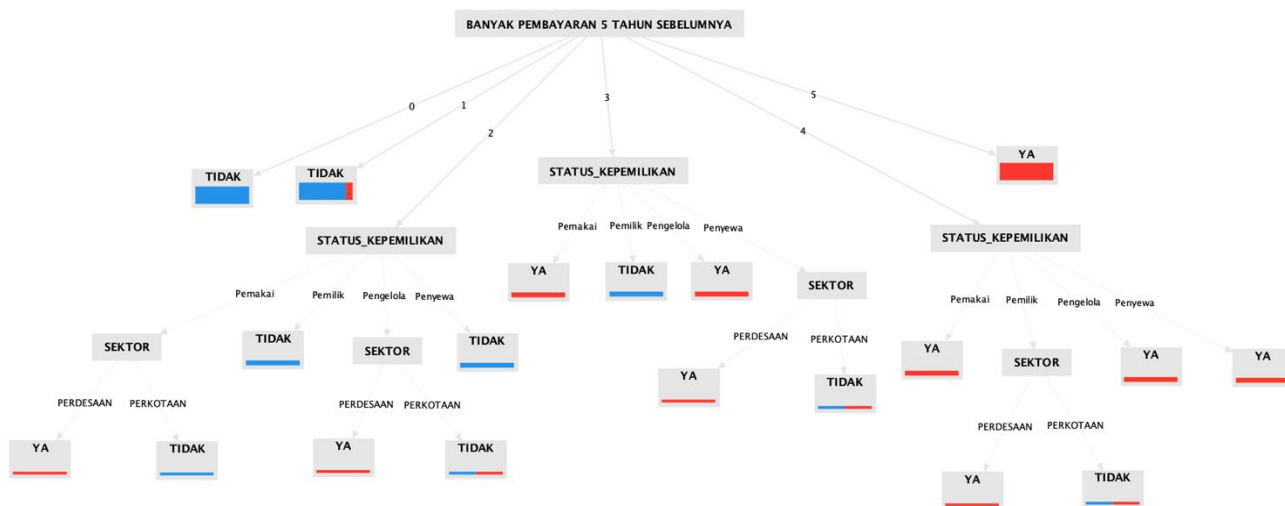 BANYAK PEMBAYARAN 5 TAHUN SEBELUMNYA
0
1
2
3
4
5
TIDAK
TIDAK
STATUS_KEPEMILIKAN
Pemakai
Pemilik
Pengelola
Penyewa
SEKTOR
TIDAK
SEKTOR
TIDAK
PERDESAAN
PERKOTAAN
PERDESAAN
PERKOTAAN
YA
TIDAK
YA
TIDAK
STATUS_KEPEMILIKAN
Pemakai
Pemilik
Pengelola
Penyewa
YA
TIDAK
YA
SEKTOR
PERDESAAN
PERKOTAAN
YA
TIDAK
STATUS_KEPEMILIKAN
Pemakai
Pemilik
Pengelola
Penyewa
YA
SEKTOR
YA
YA
PERDESAAN
PERKOTAAN
YA
TIDAK
YA